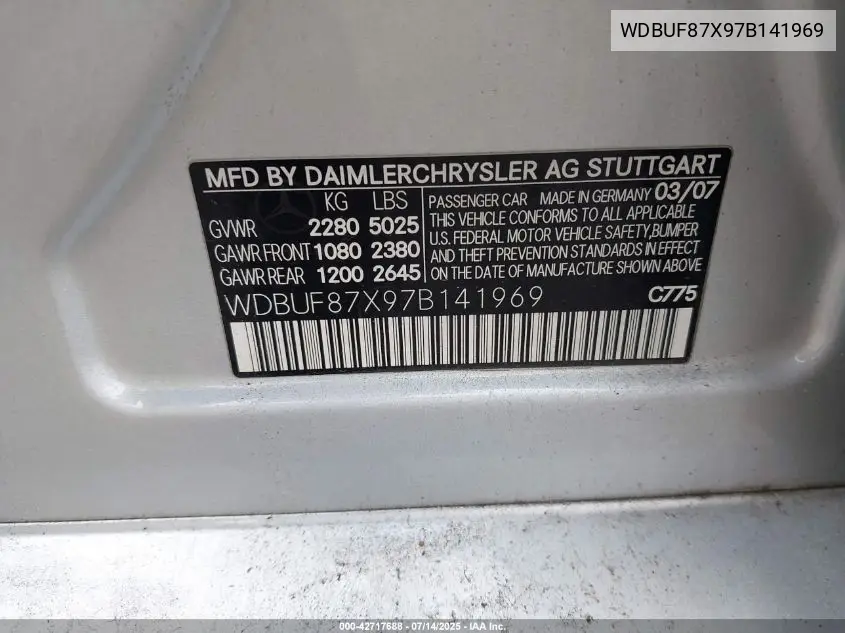 WDBUF87X97B141969
MFD BY DAIMLERCHRYSLER AG STUTTGART
KG LBS
GVWR 2280 5025
GAWR FRONT 1080 2380
GAWR REAR 1200 2645
PASSENGER CAR MADE IN GERMANY 03/07
THIS VEHICLE CONFORMS TO ALL APPLICABLE
U.S. FEDERAL MOTOR VEHICLE SAFETY,BUMPER
AND THEFT PREVENTION STANDARDS IN EFFECT
ON THE DATE OF MANUFACTURE SHOWN ABOVE
WDBUF87X97B141969 C775
000-42717688 - 07/14/2025 - IAA Inc.